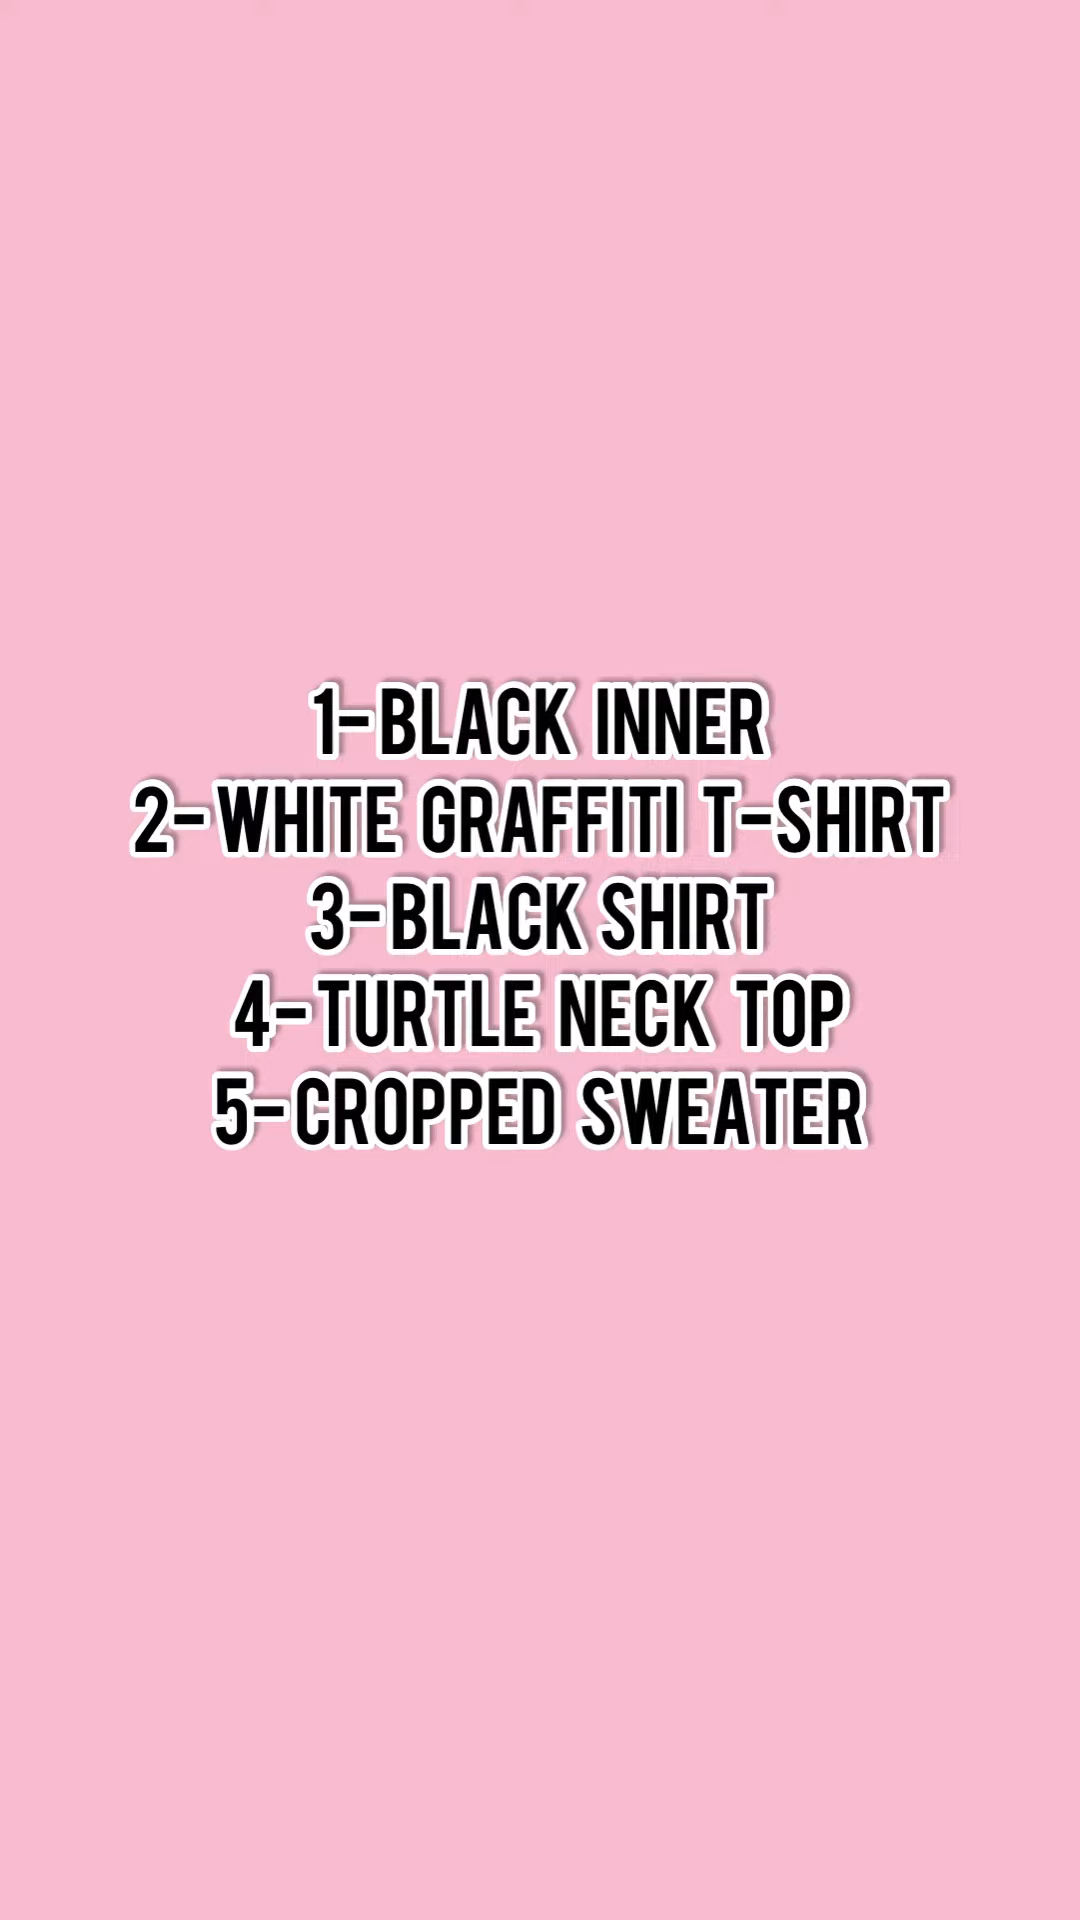 1-BLACK INNER
2-WHITE GRAFFITI T-SHIRT
3-BLACK SHIRT
4-TURTLE NECK TOP
5-CROPPED SWEATER